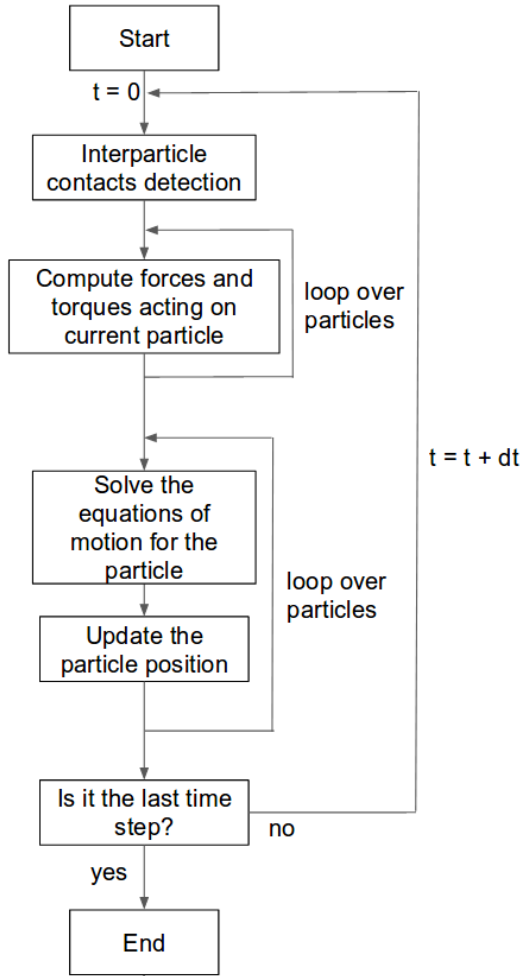 Start
t = 0
Interparticle
contacts detection
Compute forces and
torques acting on
current particle
loop over
particles
t = t + dt
Solve the
equations of
motion for the
particle
loop over
particles
Update the
particle position
Is it the last time
step?
no
yes
End